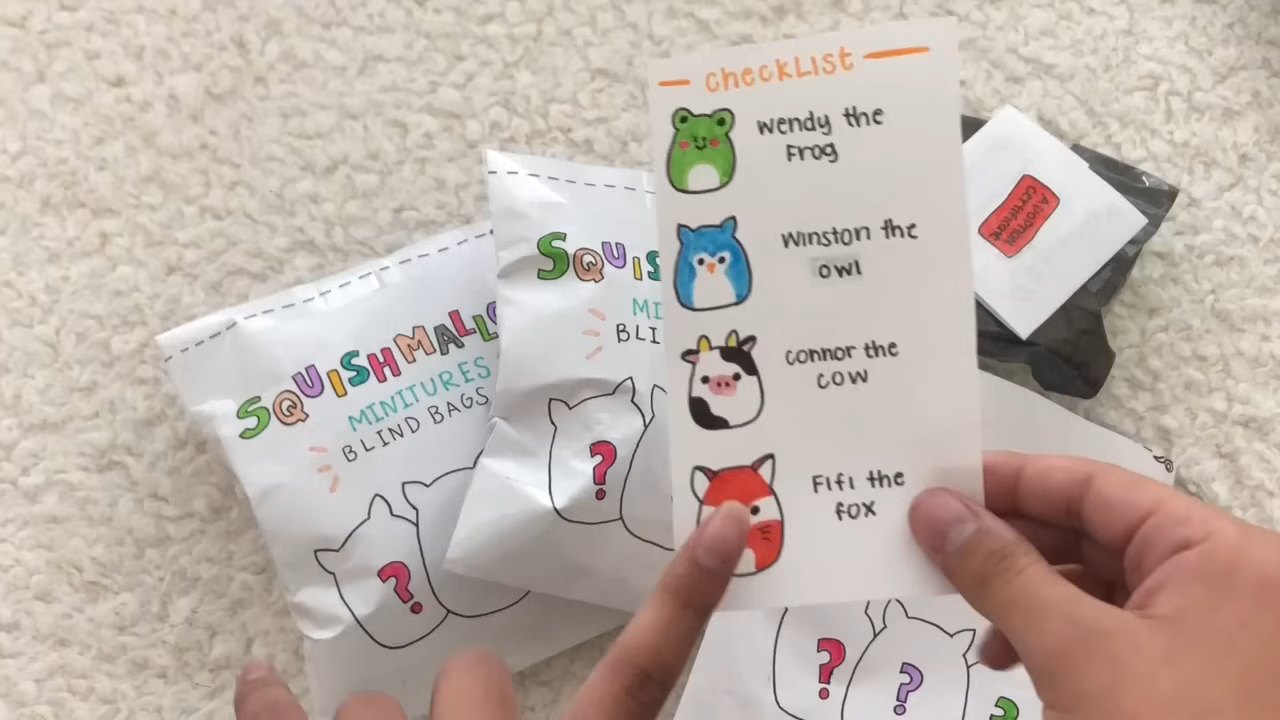 checkLIST
wendy the
Frog
winston the
owl
connor the
cow
FIFI the
fox
SQUISHMALLO
MINITURES
BLIND BAGS
?
?
SQUIS
MI
BLI
?
ADOPTION
certificate
?
?
?